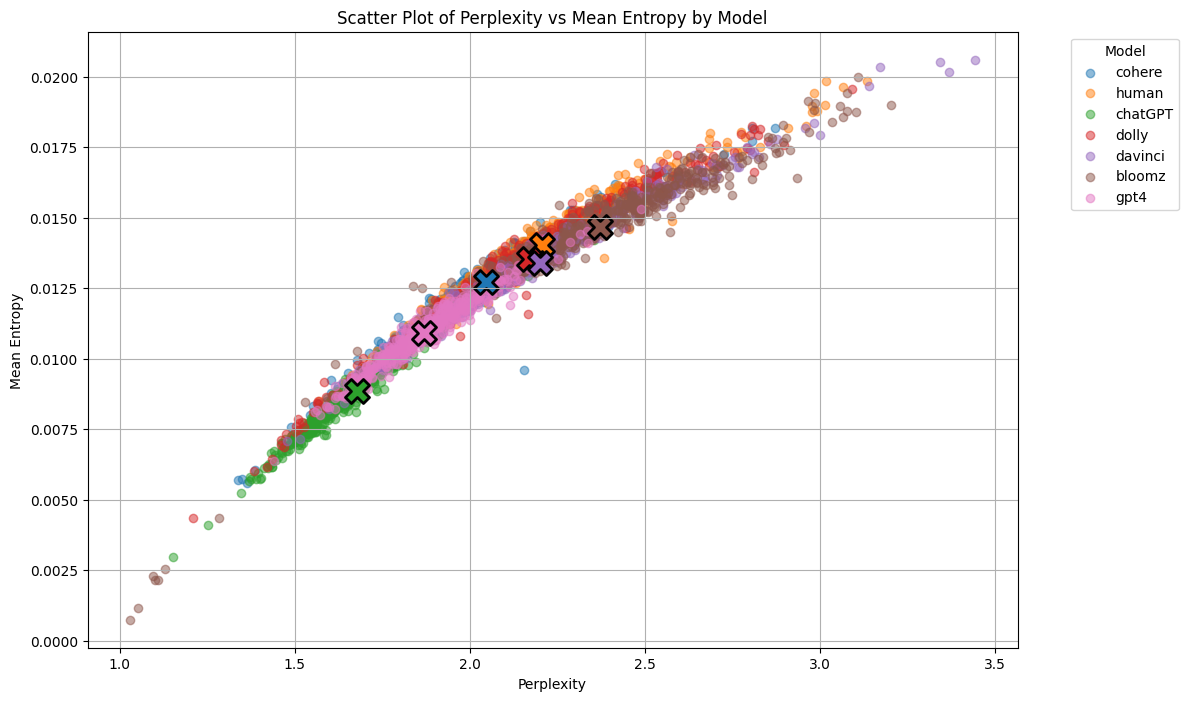 Scatter Plot of Perplexity vs Mean Entropy by Model
Mean Entropy
0.0200
0.0175
0.0150
0.0125
0.0100
0.0075
0.0050
0.0025
0.0000
1.0
1.5
2.0
2.5
3.0
3.5
Perplexity
Model
cohere
human
chatGPT
dolly
davinci
bloomz
gpt4